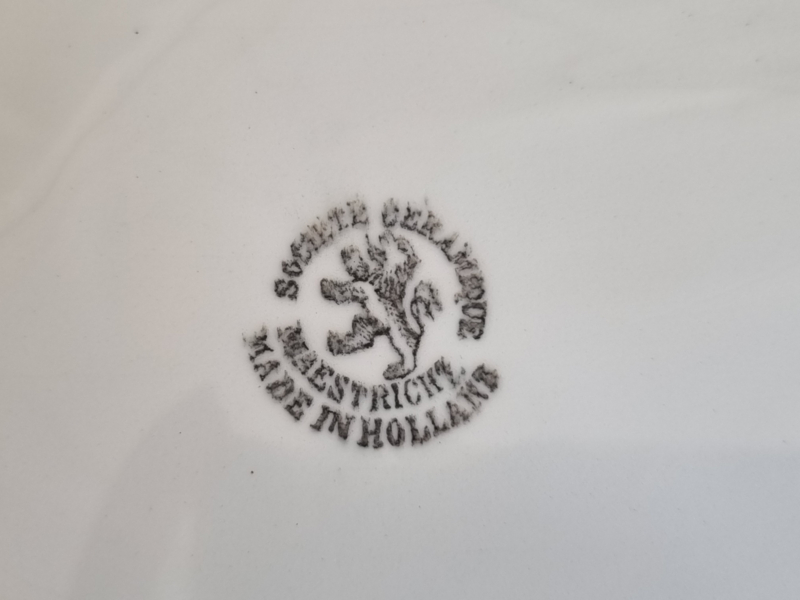 SOCIETE CERAMIQUE
MAESTRICHT
MADE IN HOLLAND